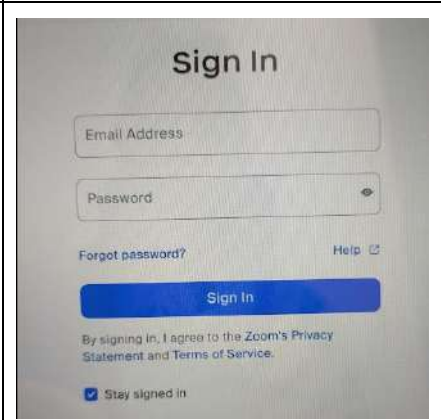 Sign In
Email Address
Password
Forgot password?
Help
Sign In
By signing in, I agree to the Zoom's Privacy
Statement and Terms of Service.
Stay signed in